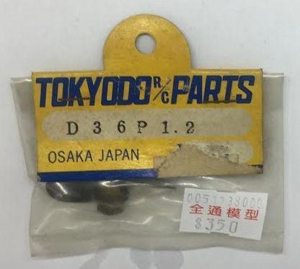 TOKYODO R/C PARTS
D36P1.2
OSAKA JAPAN
全通模型
$350